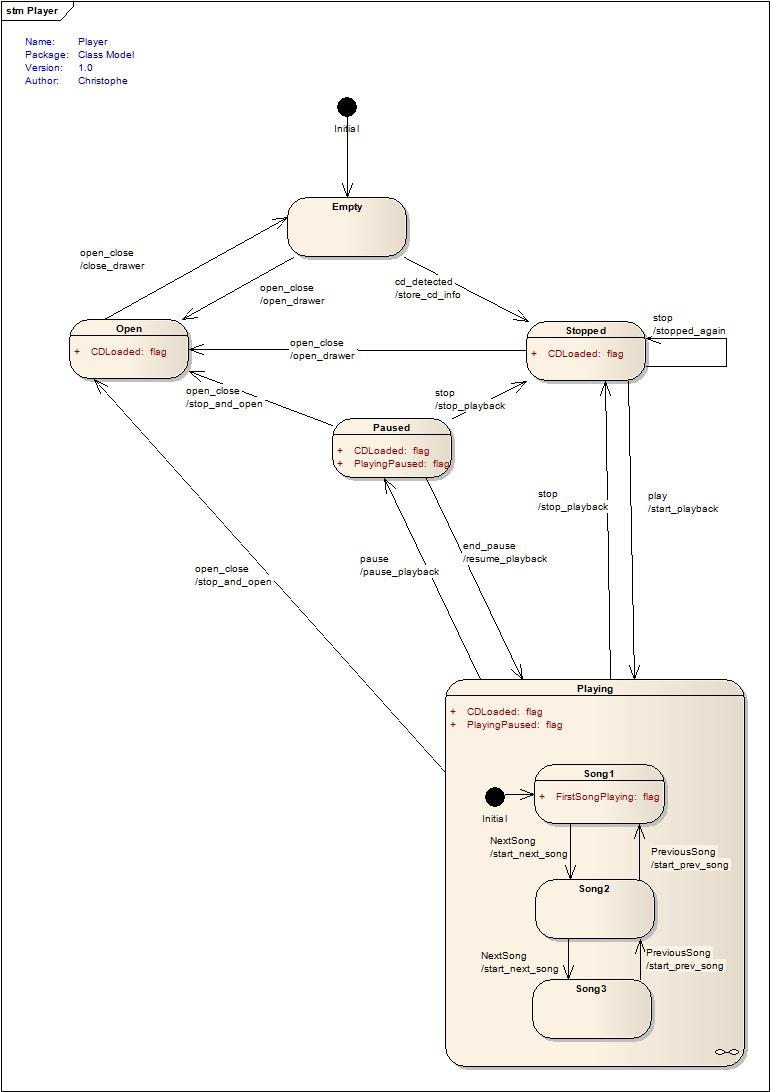 stm Player
Name: Player
Package: Class Model
Version: 1.0
Author: Christophe
Initial
Empty
open_close
/close_drawer
open_close
/open_drawer
cd_detected
/store_cd_info
Open
+ CDLoaded: flag
open_close
/open_drawer
Stopped
+ CDLoaded: flag
stop
/stopped_again
open_close
/stop_and_open
stop
/stop_playback
Paused
+ CDLoaded: flag
+ PlayingPaused: flag
stop
/stop_playback
play
/start_playback
pause
/pause_playback
end_pause
/resume_playback
open_close
/stop_and_open
Playing
+ CDLoaded: flag
+ PlayingPaused: flag
Initial
Song1
+ FirstSongPlaying: flag
NextSong
/start_next_song
PreviousSong
/start_prev_song
Song2
NextSong
/start_next_song
PreviousSong
/start_prev_song
Song3